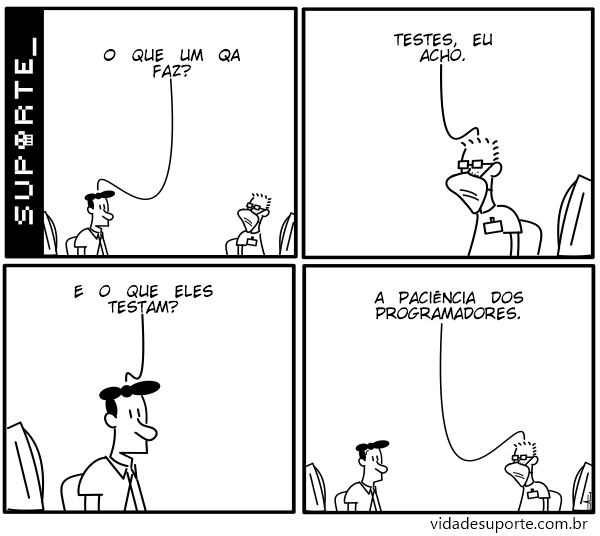 SUPORTE_
O QUE UM QA
FAZ?
TESTES, EU
ACHO.
E O QUE ELES
TESTAM?
A PACIÊNCIA DOS
PROGRAMADORES.
vidadesuporte.com.br